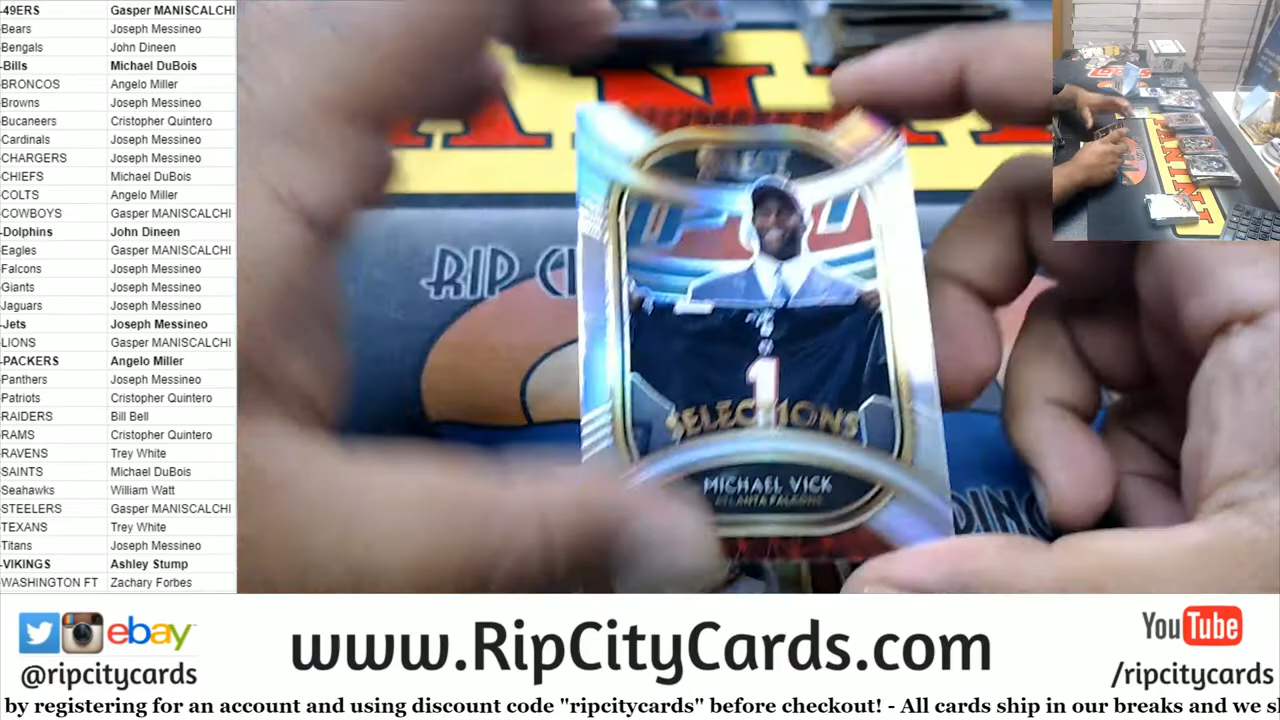 -49ERS Gasper MANISCALCHI
Bears Joseph Messineo
Bengals John Dineen
-Bills Michael DuBois
BRONCOS Angelo Miller
Browns Joseph Messineo
Bucaneers Cristopher Quintero
Cardinals Joseph Messineo
CHARGERS Joseph Messineo
CHIEFS Michael DuBois
COLTS Angelo Miller
COWBOYS Gasper MANISCALCHI
-Dolphins John Dineen
Eagles Gasper MANISCALCHI
Falcons Joseph Messineo
Giants Joseph Messineo
Jaguars Joseph Messineo
-Jets Joseph Messineo
LIONS Gasper MANISCALCHI
-PACKERS Angelo Miller
Panthers Joseph Messineo
Patriots Cristopher Quintero
RAIDERS Bill Bell
-RAMS Cristopher Quintero
RAVENS Trey White
SAINTS Michael DuBois
Seahawks William Watt
STEELERS Gasper MANISCALCHI
TEXANS Trey White
Titans Joseph Messineo
-VIKINGS Ashley Stump
WASHINGTON FT Zachary Forbes
RIP CI
1
SELECTIONS
MICHAEL VICK
ATLANTA FALCONS
DING
PANINI
ebay
@ripcitycards
www.RipCityCards.com
YouTube
/ripcitycards
by registering for an account and using discount code "ripcitycards" before checkout! - All cards ship in our breaks and we s